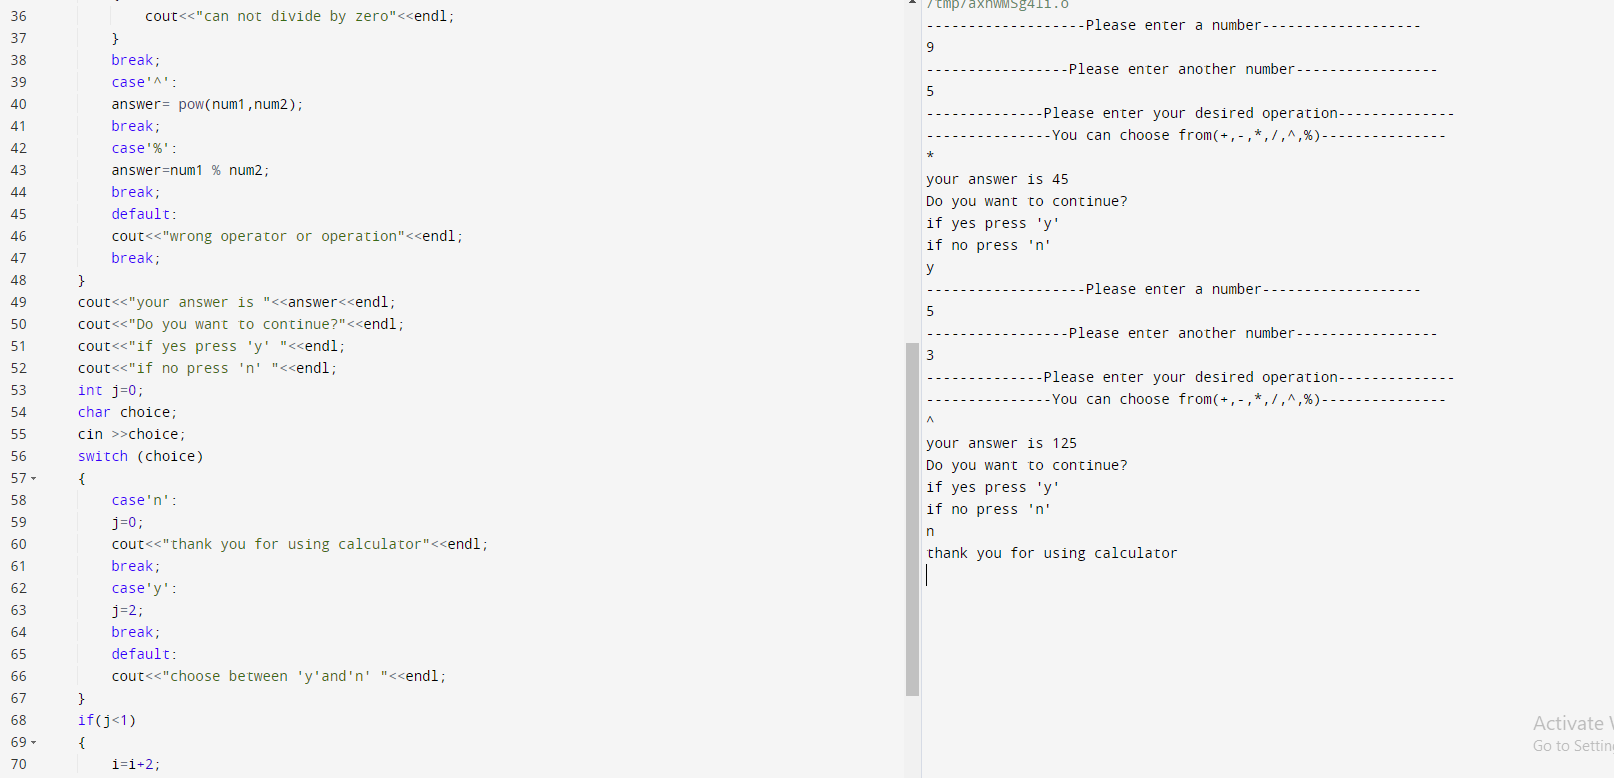 36 cout<<"can not divide by zero"<<endl;
37 }
38 break;
39 case'^':
40 answer= pow(num1,num2);
41 break;
42 case'%':
43 answer=num1 % num2;
44 break;
45 default:
46 cout<<"wrong operator or operation"<<endl;
47 break;
48 }
49 cout<<"your answer is "<<answer<<endl;
50 cout<<"Do you want to continue?"<<endl;
51 cout<<"if yes press 'y' "<<endl;
52 cout<<"if no press 'n' "<<endl;
53 int j=0;
54 char choice;
55 cin >>choice;
56 switch (choice)
57 {
58 case'n':
59 j=0;
60 cout<<"thank you for using calculator"<<endl;
61 break;
62 case'y':
63 j=2;
64 break;
65 default:
66 cout<<"choose between 'y'and'n' "<<endl;
67 }
68 if(j<1)
69 {
70 i=i+2;
-------------------Please enter a number-------------------
9
-----------------Please enter another number-----------------
5
--------------Please enter your desired operation--------------
---------------You can choose from(+,-,*,/,^,%)---------------
*
your answer is 45
Do you want to continue?
if yes press 'y'
if no press 'n'
y
-------------------Please enter a number-------------------
5
-----------------Please enter another number-----------------
3
--------------Please enter your desired operation--------------
---------------You can choose from(+,-,*,/,^,%)---------------
^
your answer is 125
Do you want to continue?
if yes press 'y'
if no press 'n'
n
thank you for using calculator
Activate
Go to Settin